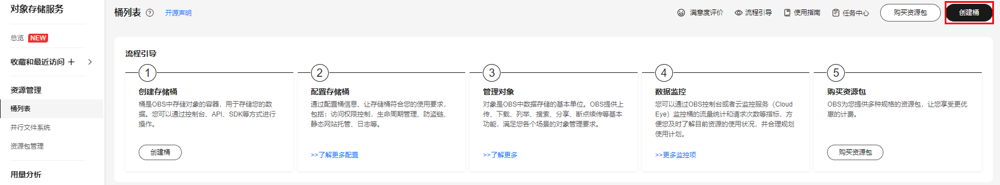 对象存储服务
总览 NEW
收藏和最近访问
资源管理
桶列表
并行文件系统
资源包管理
用量分析
桶列表 开源声明 满意度评价 流程引导 使用指南 任务中心 购买资源包 创建桶
流程引导
1
创建存储桶
桶是OBS中存储对象的容器，用于存储您的数
据。您可以通过控制台、API、SDK等方式进行
操作。
创建桶
2
配置存储桶
通过配置桶信息、让存储桶符合您的使用要求，
包括：访问权限控制，生命周期管理、防盗链、
静态网站托管、日志等。
>>了解更多配置
3
管理对象
对象是OBS中数据存储的基本单位。OBS提供上
传、下载、列举、搜索、分享、断点续传等基本
功能，满足您各个场景的对象管理要求。
>>了解更多
4
数据监控
您可以通过OBS控制台或者云监控服务（Cloud
Eye）监控桶的流量统计和请求次数等指标，方
便您及时了解目前资源的使用状况，并合理规划
使用计划。
>>更多监控项
5
购买资源包
OBS为您提供多种规格的资源包，让您享受更优
惠的计费。
购买资源包